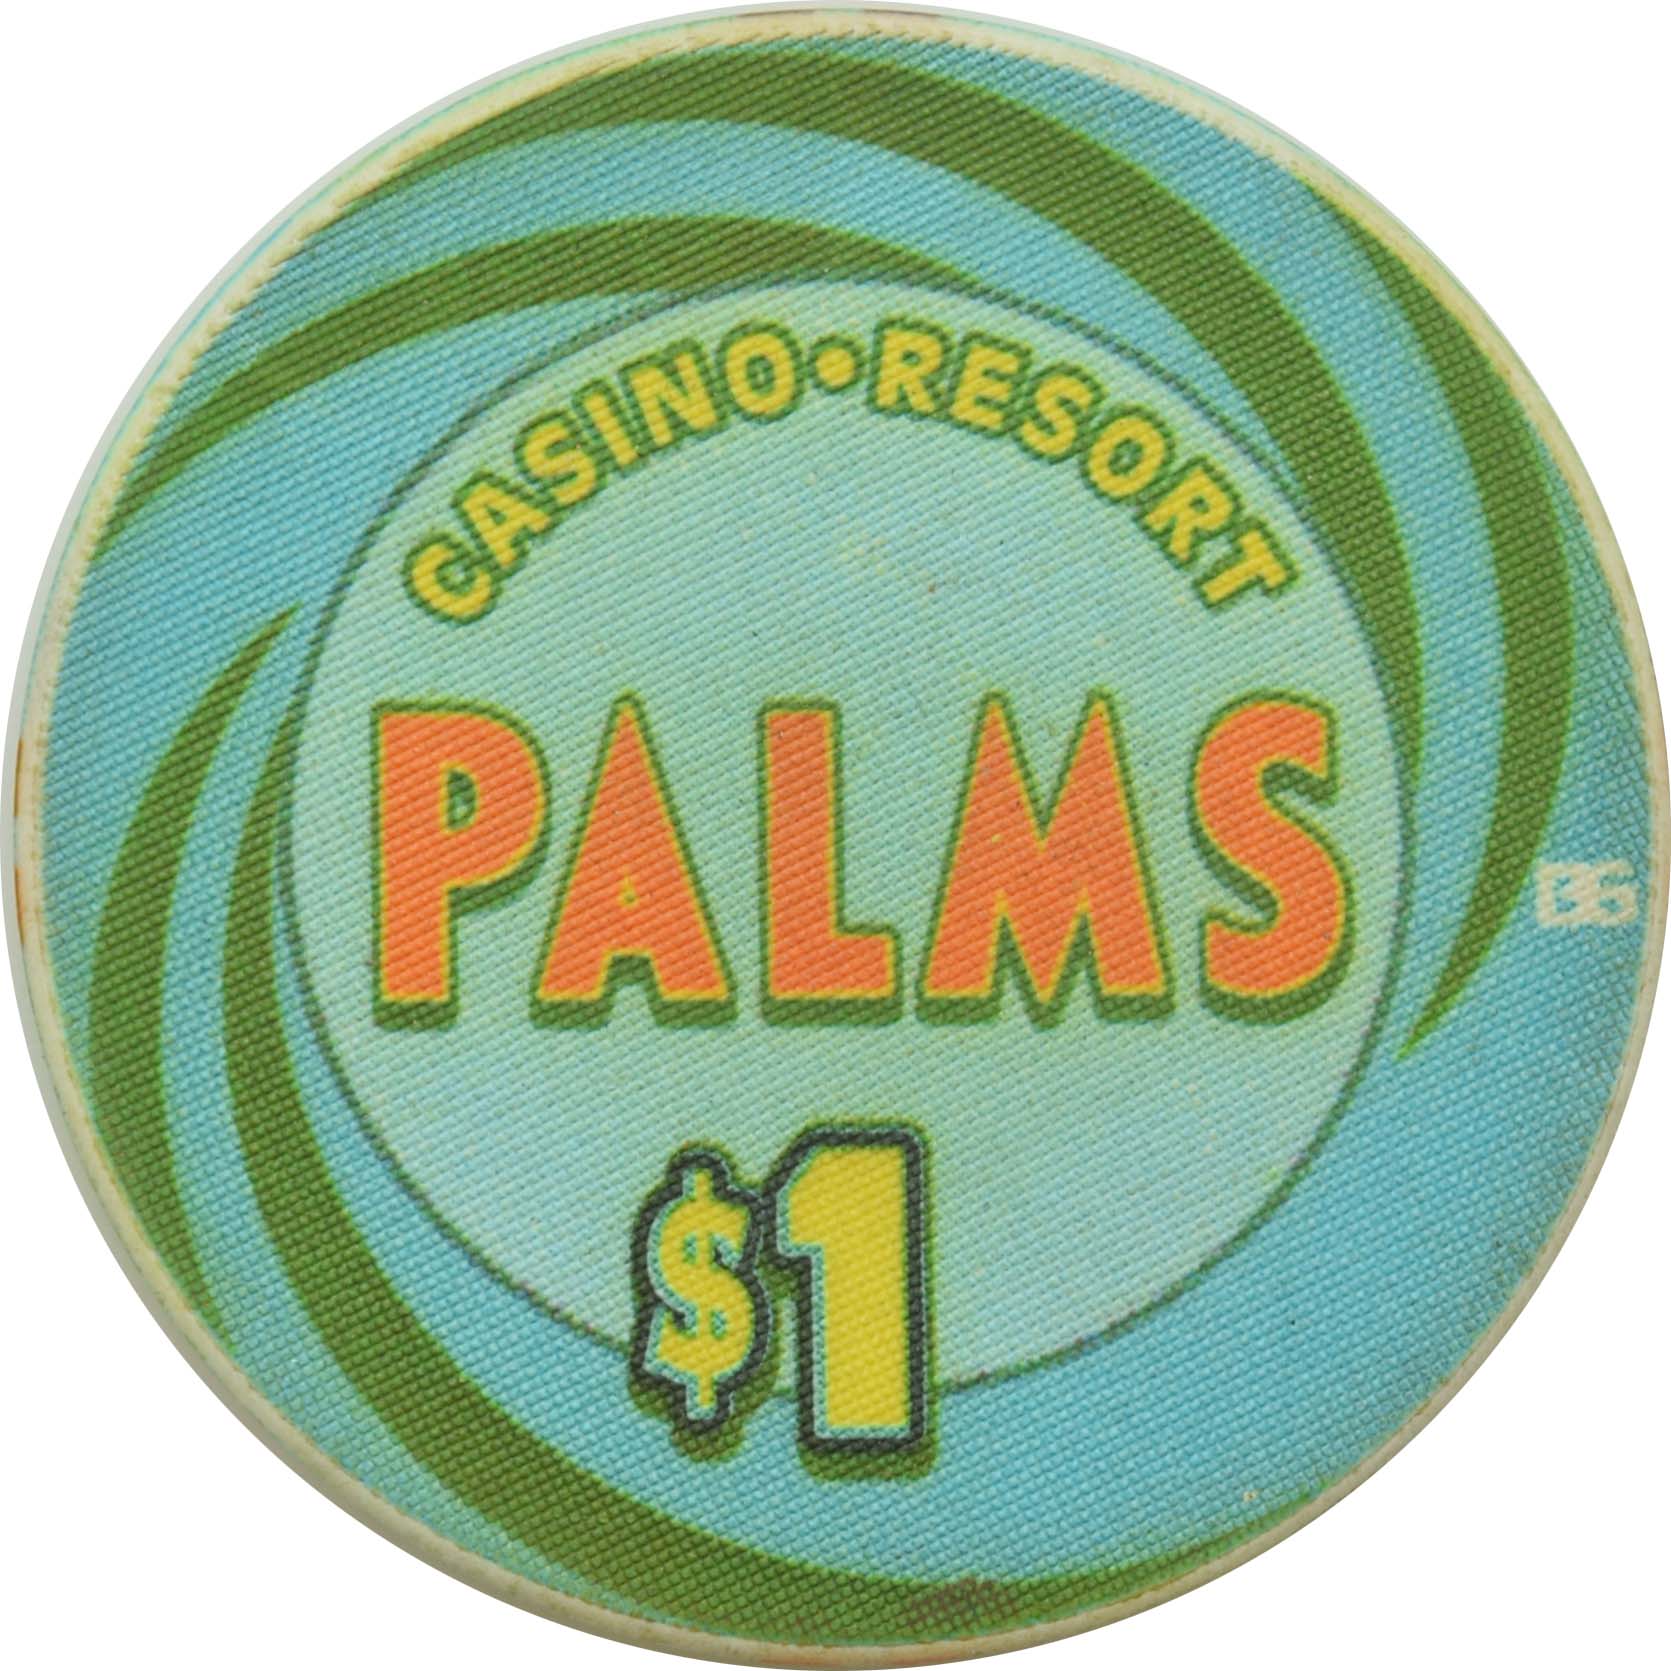 CASINO•RESORT
PALMS
$1
BG